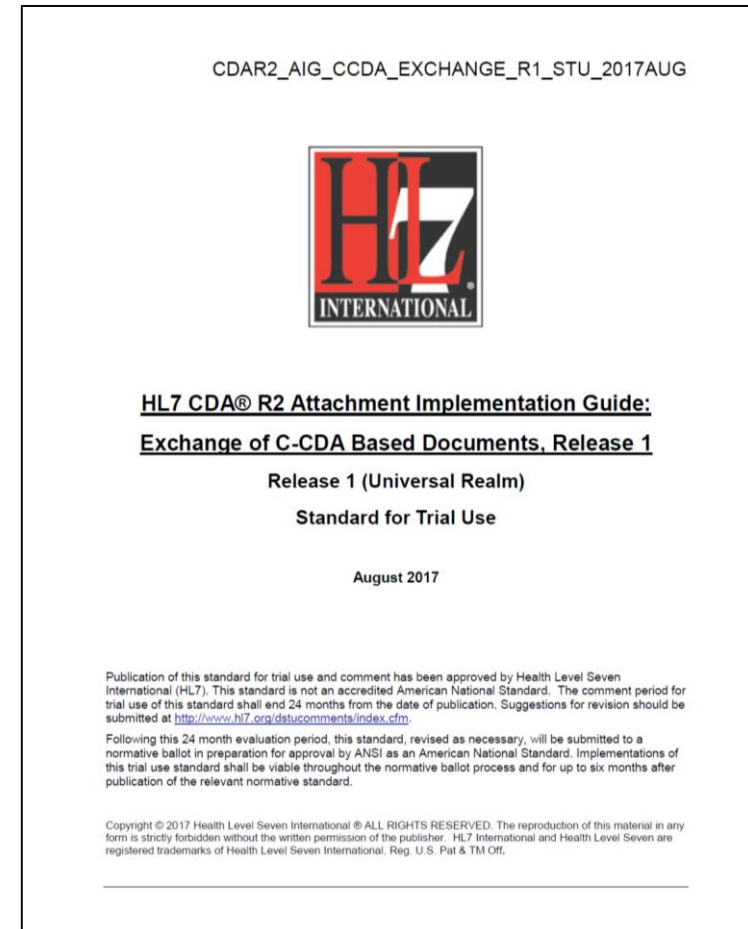 CDAR2_AIG_CCDA_EXCHANGE_R1_STU_2017AUG
HL7
®
INTERNATIONAL
HL7 CDA® R2 Attachment Implementation Guide:
Exchange of C-CDA Based Documents, Release 1
Release 1 (Universal Realm)
Standard for Trial Use
August 2017
Publication of this standard for trial use and comment has been approved by Health Level Seven
International (HL7). This standard is not an accredited American National Standard. The comment period for
trial use of this standard shall end 24 months from the date of publication. Suggestions for revision should be
submitted at http://www.hl7.org/dstucomments/index.cfm.
Following this 24 month evaluation period, this standard, revised as necessary, will be submitted to a
normative ballot in preparation for approval by ANSI as an American National Standard. Implementations of
this trial use standard shall be viable throughout the normative ballot process and for up to six months after
publication of the relevant normative standard.
Copyright © 2017 Health Level Seven International ® ALL RIGHTS RESERVED. The reproduction of this material in any
form is strictly forbidden without the written permission of the publisher. HL7 International and Health Level Seven are
registered trademarks of Health Level Seven International. Reg. U.S. Pat & TM Off.